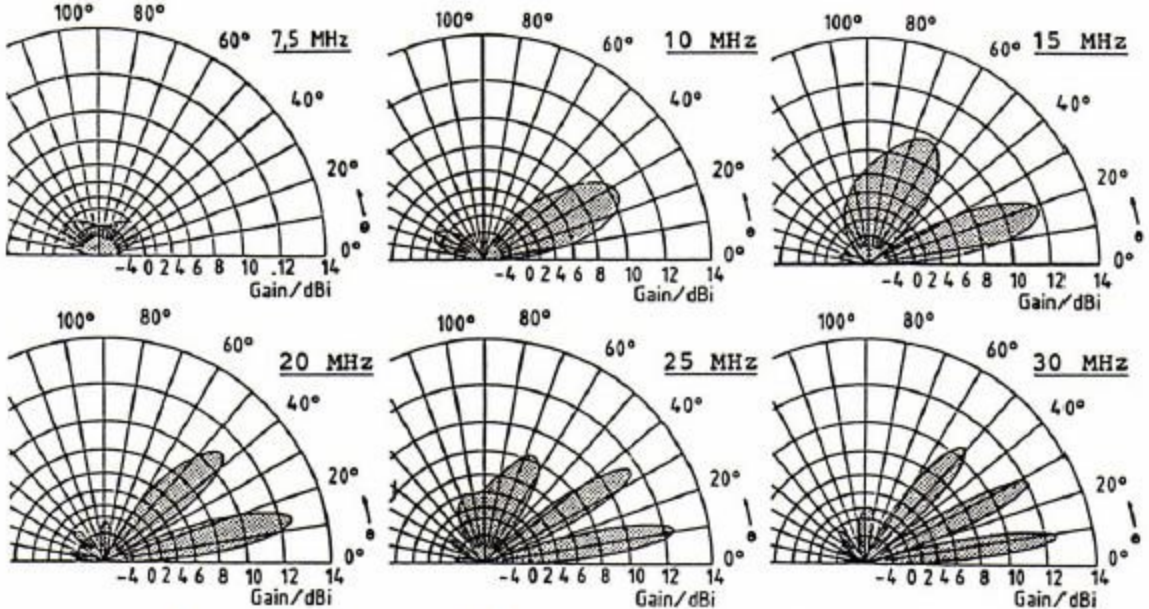 100° 80° 60° 7,5 MHz
40°
20°
θ
0°
-4 0 2 4 6 8 10 .12 14
Gain/dBi
100° 80° 60° 10 MHz
40°
20°
θ
0°
-4 0 2 4 6 8 10 12 14
Gain/dBi
100° 80° 60° 15 MHz
40°
20°
θ
0°
-4 0 2 4 6 8 10 12 14
Gain/dBi
100° 80° 60° 20 MHz
40°
20°
θ
0°
-4 0 2 4 6 8 10 12 14
Gain/dBi
100° 80° 60° 25 MHz
40°
20°
θ
0°
-4 0 2 4 6 8 10 12 14
Gain/dBi
100° 80° 60° 30 MHz
40°
20°
θ
0°
-4 0 2 4 6 8 10 12 14
Gain/dBi